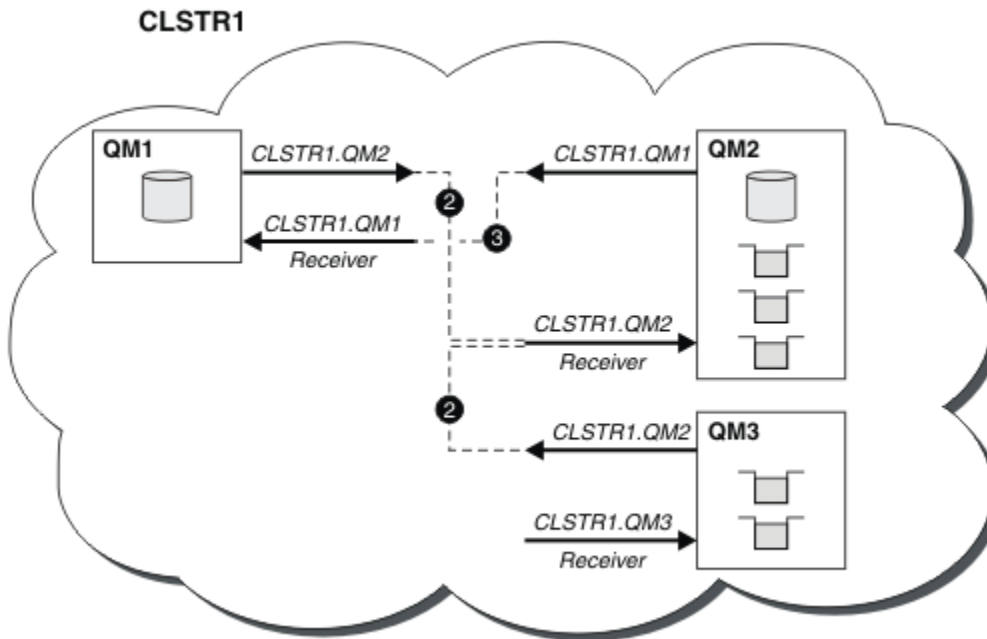 CLSTR1
QM1
CLSTR1.QM2
CLSTR1.QM1
QM2
2
CLSTR1.QM1
Receiver
3
CLSTR1.QM2
Receiver
2
CLSTR1.QM2
QM3
CLSTR1.QM3
Receiver